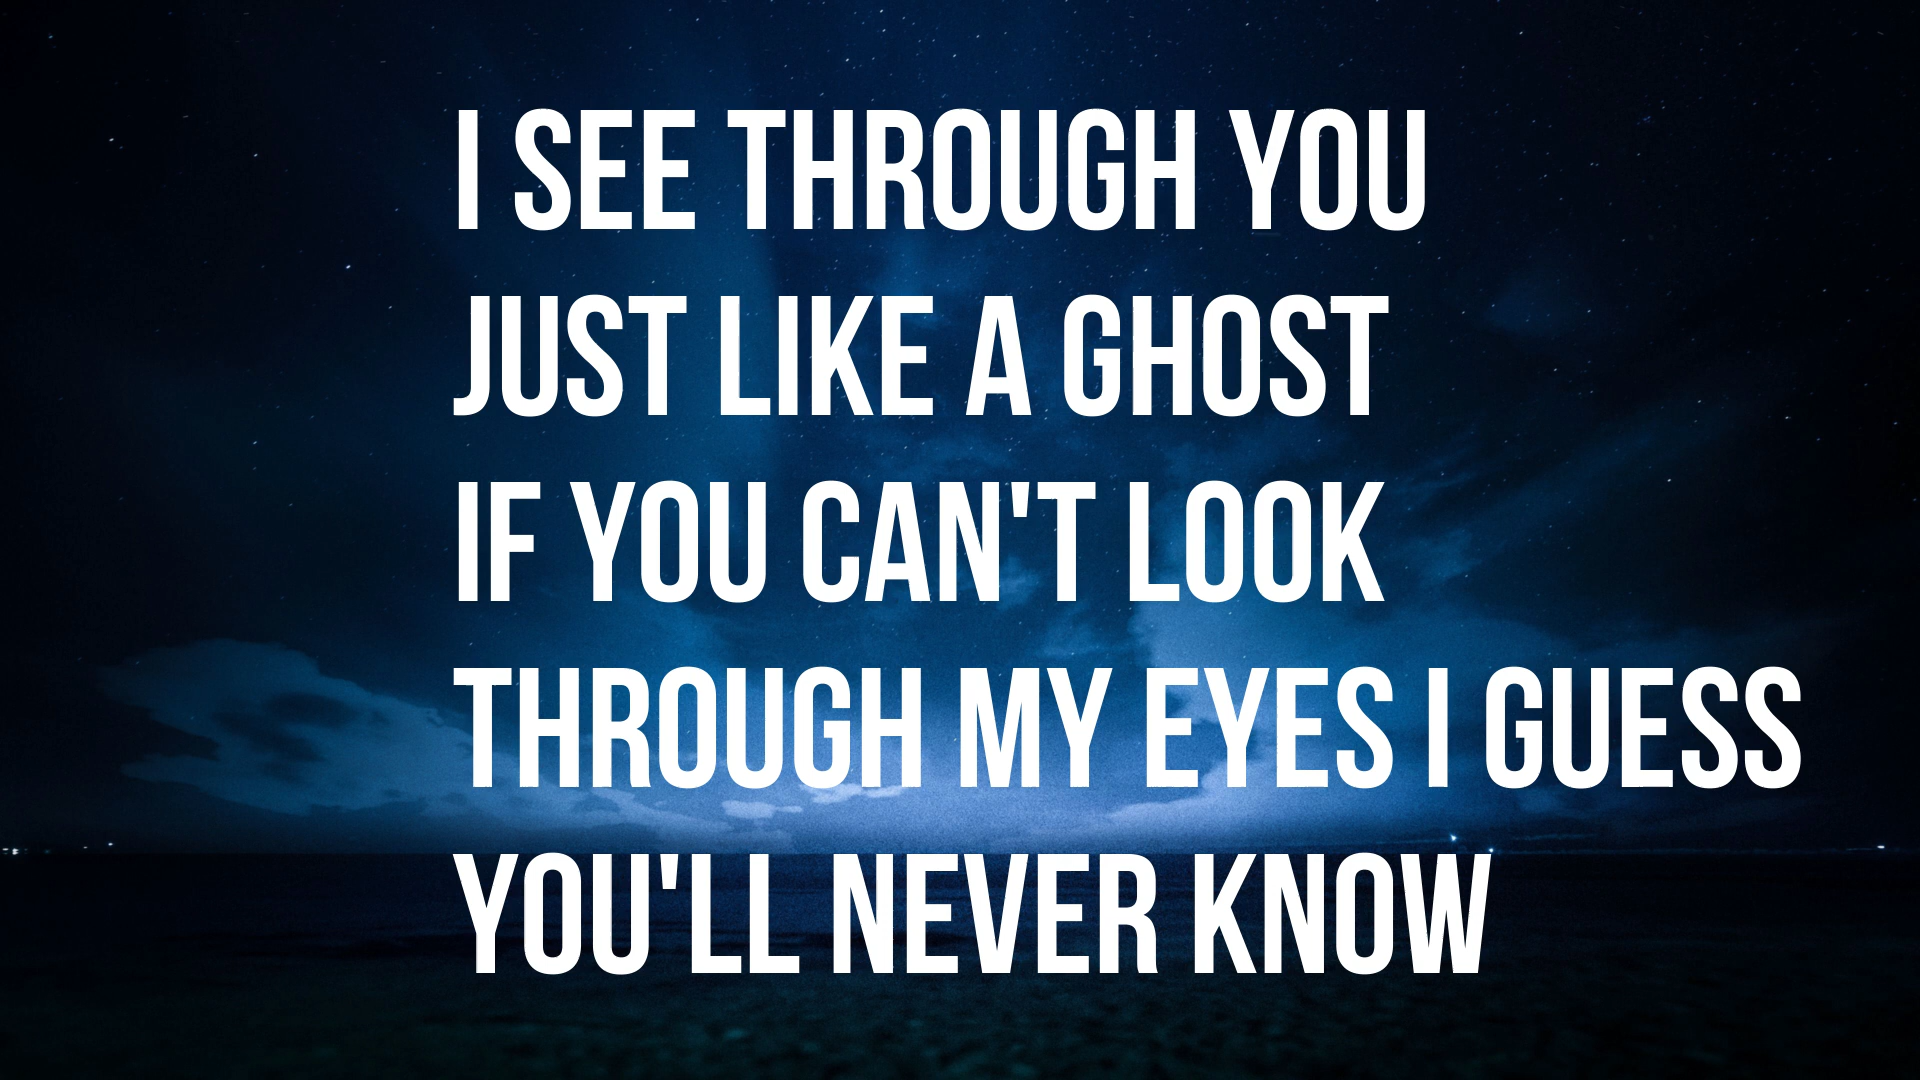 I SEE THROUGH YOU
JUST LIKE A GHOST
IF YOU CAN'T LOOK
THROUGH MY EYES I GUESS
YOU'LL NEVER KNOW